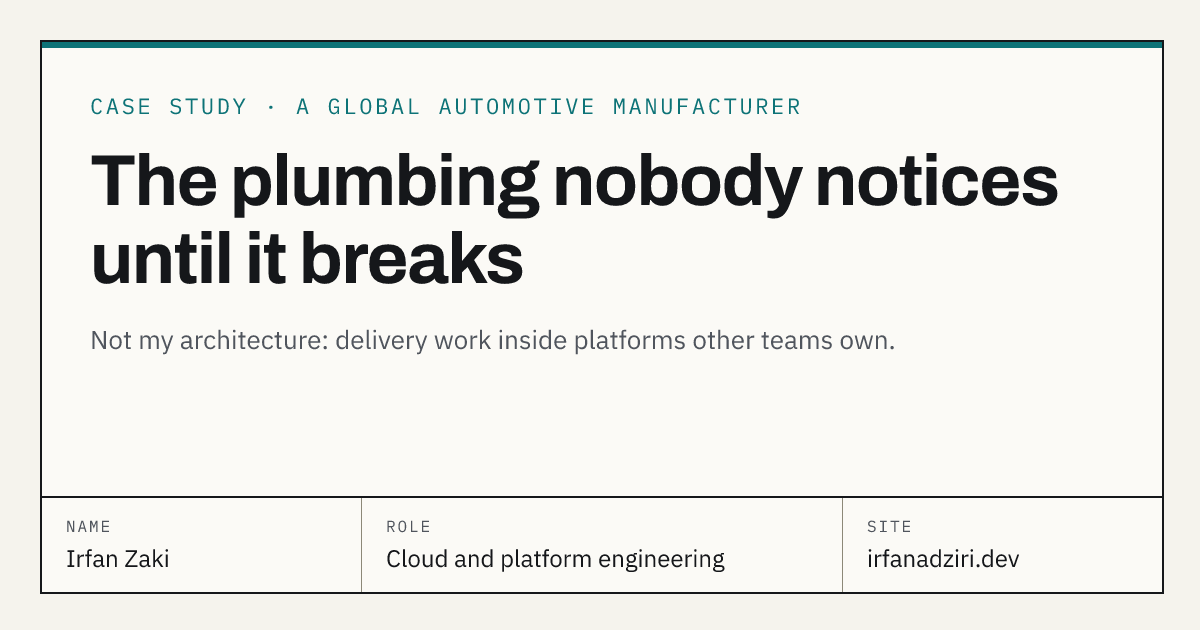 CASE STUDY · A GLOBAL AUTOMOTIVE MANUFACTURER
The plumbing nobody notices
until it breaks
Not my architecture: delivery work inside platforms other teams own.
NAME
Irfan Zaki
ROLE
Cloud and platform engineering
SITE
irfanadziri.dev